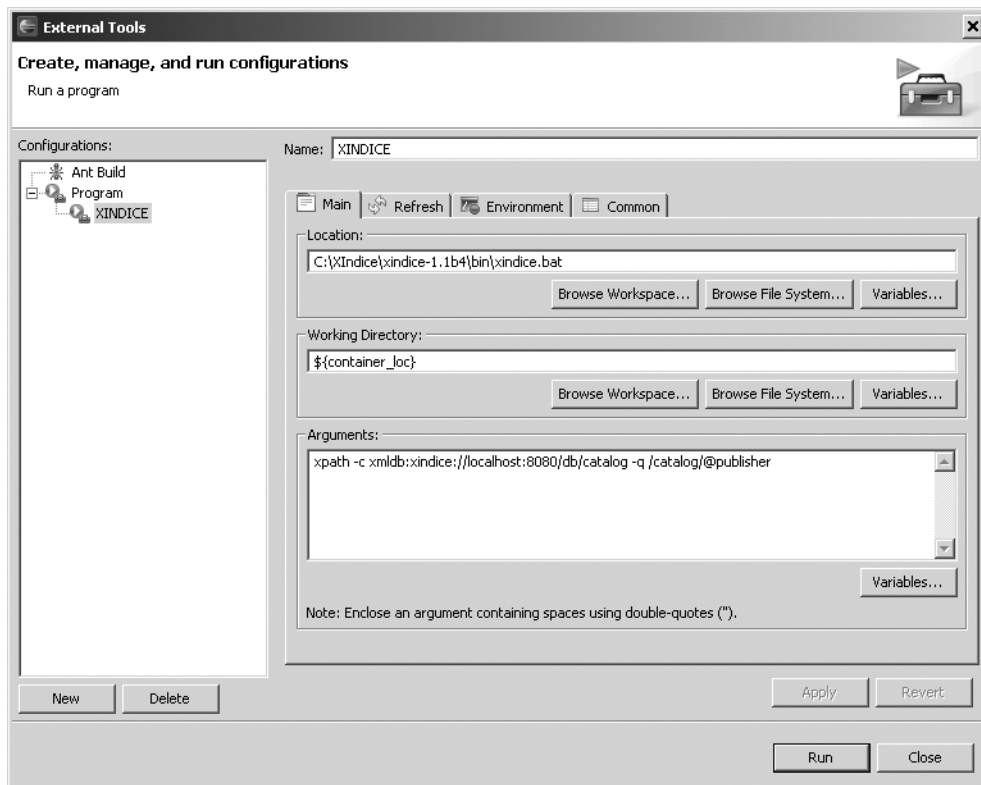 External Tools
Create, manage, and run configurations
Run a program
Configurations:
Ant Build
Program
XINDICE
New
Delete
Name: XINDICE
Main
Refresh
Environment
Common
Location:
C:\XIndice\xindice-1.1b4\bin\xindice.bat
Browse Workspace...
Browse File System...
Variables...
Working Directory:
${container_loc}
Browse Workspace...
Browse File System...
Variables...
Arguments:
xpath -c xmldb:xindice://localhost:8080/db/catalog -q /catalog/@publisher
Variables...
Note: Enclose an argument containing spaces using double-quotes (").
Apply
Revert
Run
Close